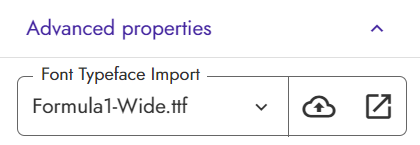 Advanced properties
Font Typeface Import
Formula1-Wide.ttf